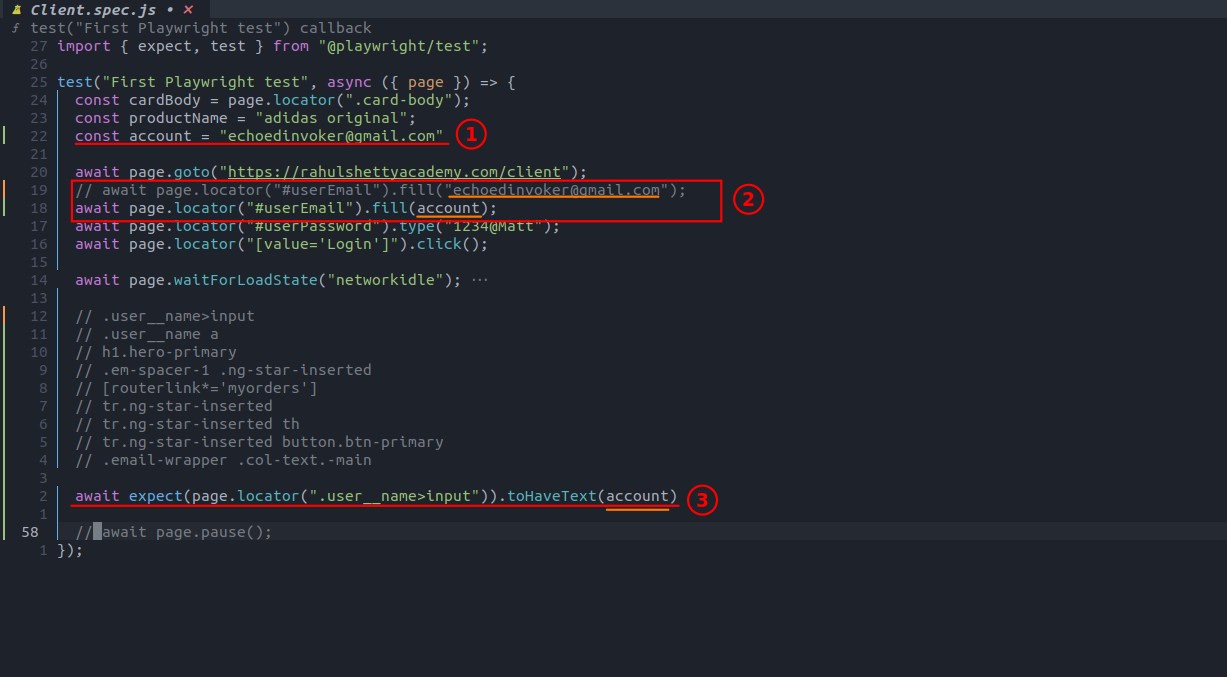 Client.spec.js • ×
f test("First Playwright test") callback
27 import { expect, test } from "@playwright/test";
26
25 test("First Playwright test", async ({ page }) => {
24 const cardBody = page.locator(".card-body");
23 const productName = "adidas original";
22 const account = "echoedinvoker@gmail.com" 1
21
20 await page.goto("https://rahulshettyacademy.com/client");
19 // await page.locator("#userEmail").fill("echoedinvoker@gmail.com");
18 await page.locator("#userEmail").fill(account); 2
17 await page.locator("#userPassword").type("1234@Matt");
16 await page.locator("[value='Login']").click();
15
14 await page.waitForLoadState("networkidle"); ···
13
12 // .user__name>input
11 // .user__name a
10 // h1.hero-primary
9 // .em-spacer-1 .ng-star-inserted
8 // [routerlink*='myorders']
7 // tr.ng-star-inserted
6 // tr.ng-star-inserted th
5 // tr.ng-star-inserted button.btn-primary
4 // .email-wrapper .col-text.-main
3
2 await expect(page.locator(".user__name>input")).toHaveText(account) 3
1
58 // await page.pause();
1 });